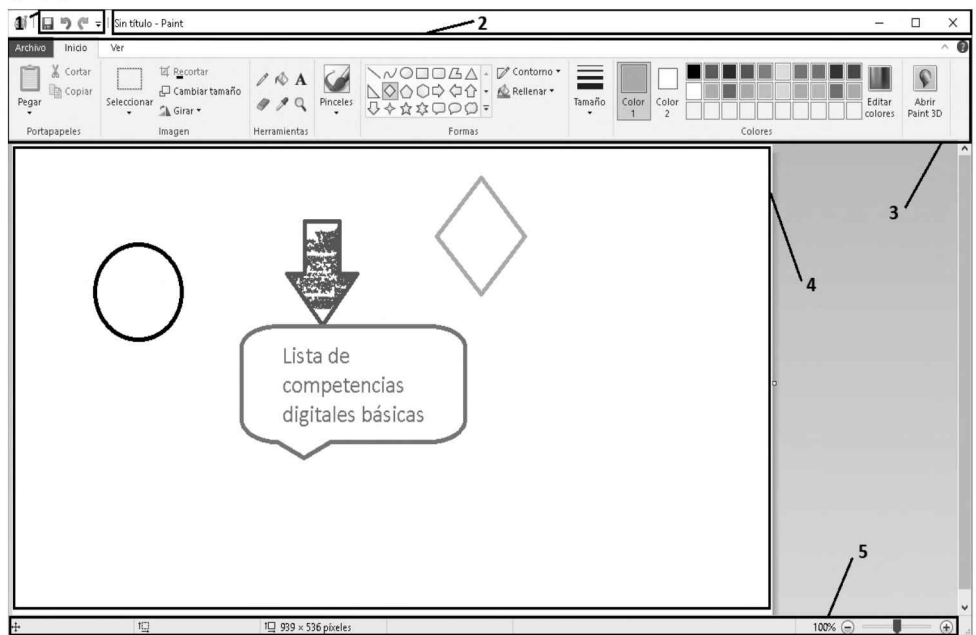 1
Sin título - Paint
2
Archivo Inicio Ver
Pegar
Cortar
Copiar
Portapapeles
Seleccionar
Recortar
Cambiar tamaño
Girar
Imagen
A
Herramientas
Pinceles
Contorno
Rellenar
Formas
Tamaño
Color 1
Color 2
Editar colores
Colores
Abrir Paint 3D
3
4
Lista de
competencias
digitales básicas
5
939 × 536 píxeles
100%